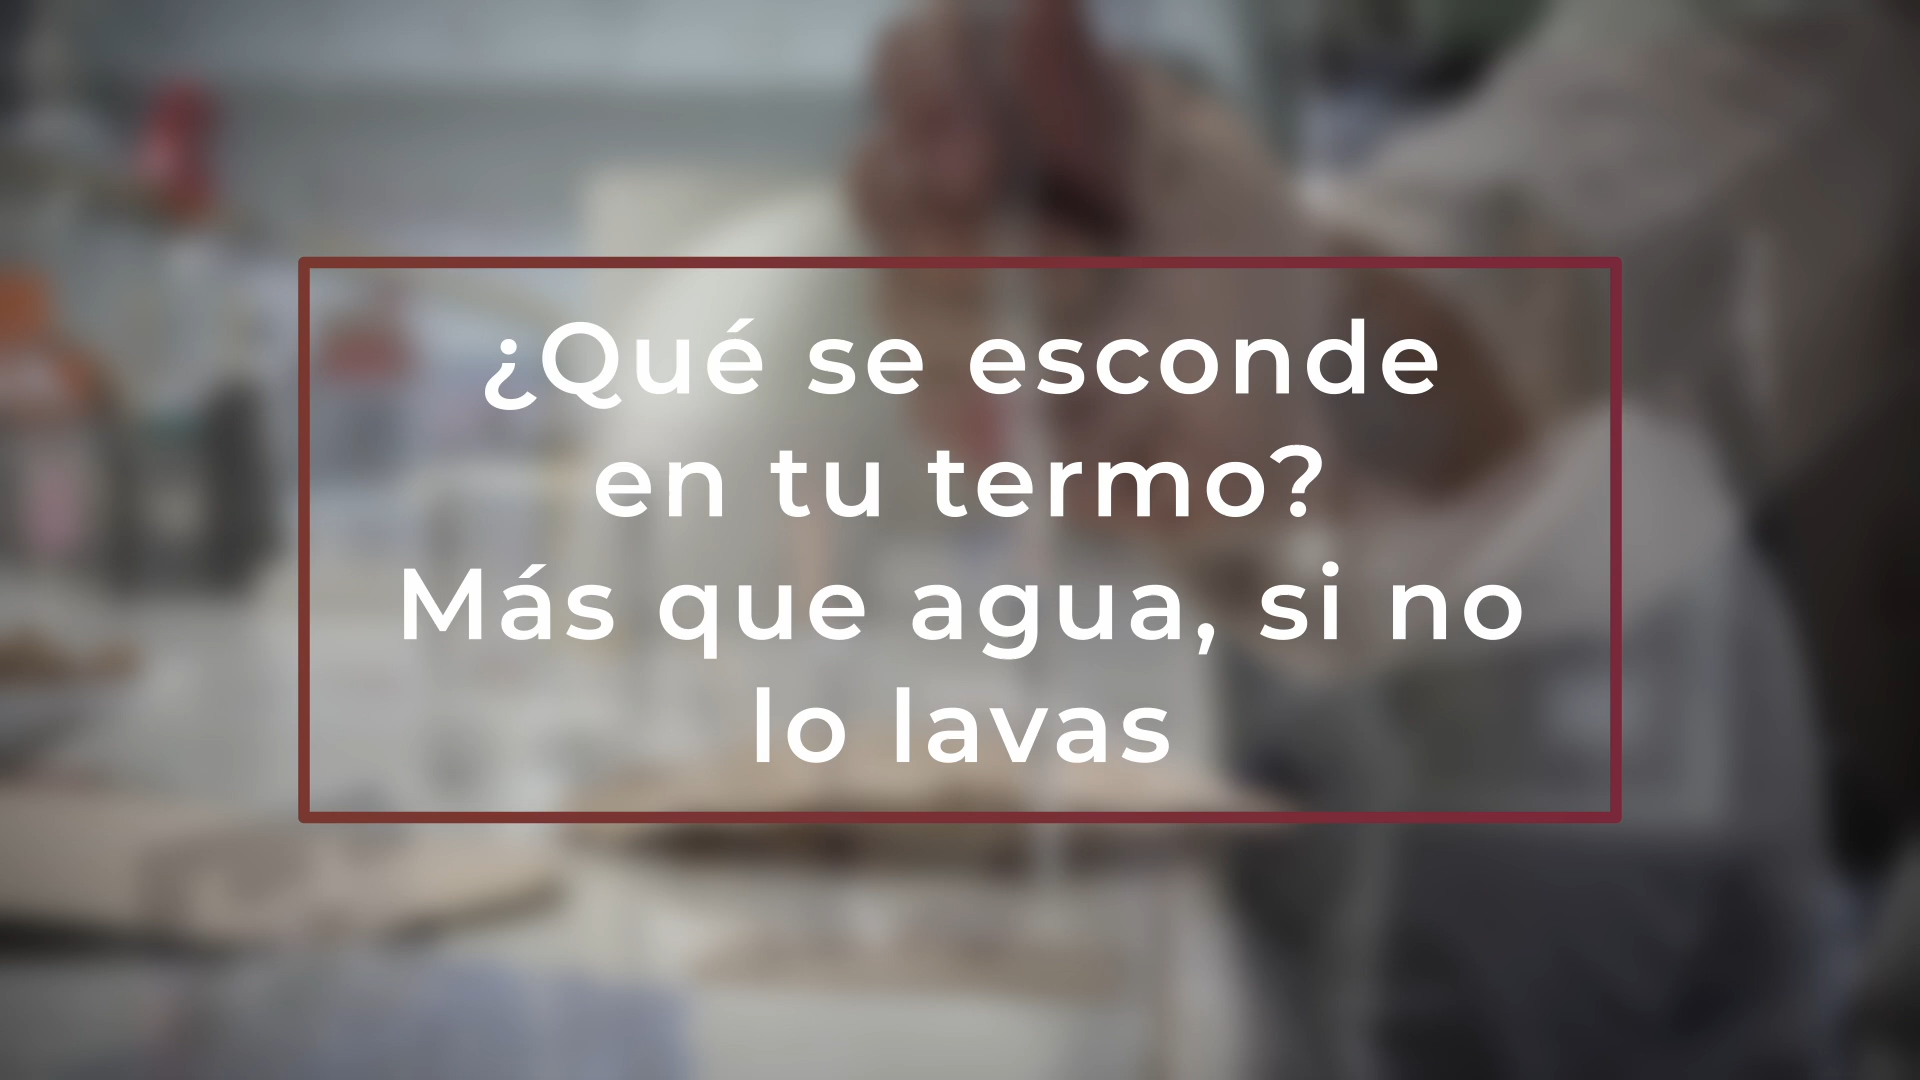 ¿Qué se esconde
en tu termo?
Más que agua, si no
lo lavas